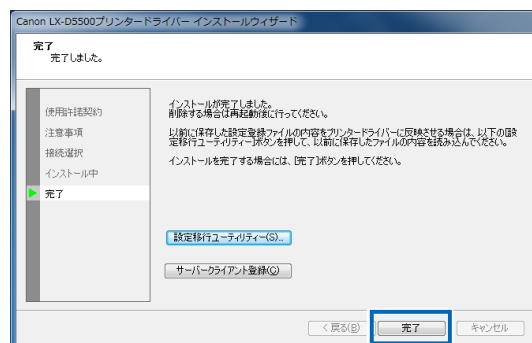 Canon LX-D5500プリンタードライバー インストールウィザード
完了
完了しました。
使用許諾契約
注意事項
接続選択
インストール中
完了
インストールが完了しました。
削除する場合は再起動後に行ってください。
以前に保存した設定登録ファイルの内容をプリンタードライバーに反映させる場合は、以下の[設
定移行ユーティリティー]ボタンを押して、以前に保存したファイルの内容を読み込んでください。
インストールを完了する場合には、[完了]ボタンを押してください。
設定移行ユーティリティー(S)...
サーバークライアント登録(C)
< 戻る(B)
完了
キャンセル